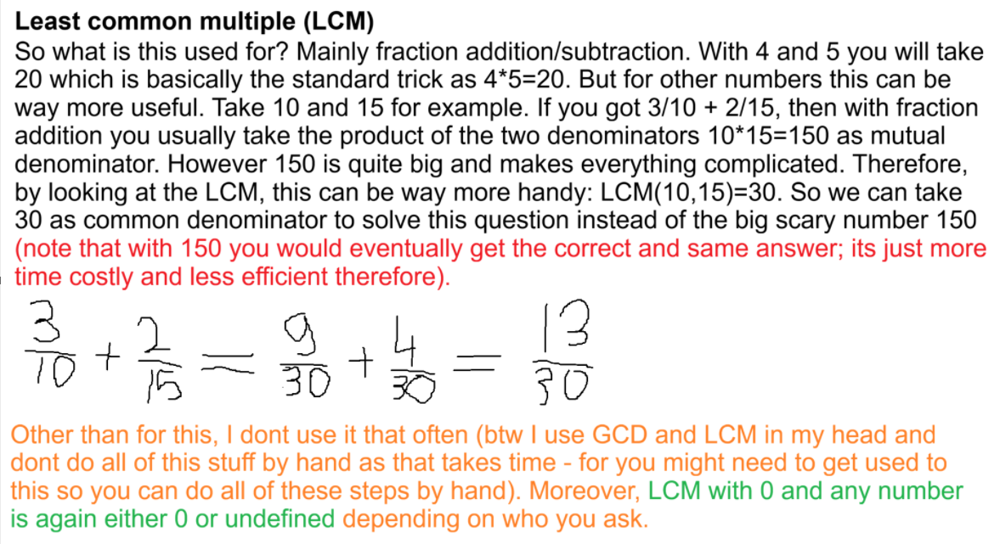 Least common multiple (LCM)
So what is this used for? Mainly fraction addition/subtraction. With 4 and 5 you will take
20 which is basically the standard trick as 4*5=20. But for other numbers this can be
way more useful. Take 10 and 15 for example. If you got 3/10 + 2/15, then with fraction
addition you usually take the product of the two denominators 10*15=150 as mutual
denominator. However 150 is quite big and makes everything complicated. Therefore,
by looking at the LCM, this can be way more handy: LCM(10,15)=30. So we can take
30 as common denominator to solve this question instead of the big scary number 150
(note that with 150 you would eventually get the correct and same answer; its just more
time costly and less efficient therefore).
3/10 + 2/15 = 9/30 + 4/30 = 13/30
Other than for this, I dont use it that often (btw I use GCD and LCM in my head and
dont do all of this stuff by hand as that takes time - for you might need to get used to
this so you can do all of these steps by hand). Moreover, LCM with 0 and any number
is again either 0 or undefined depending on who you ask.